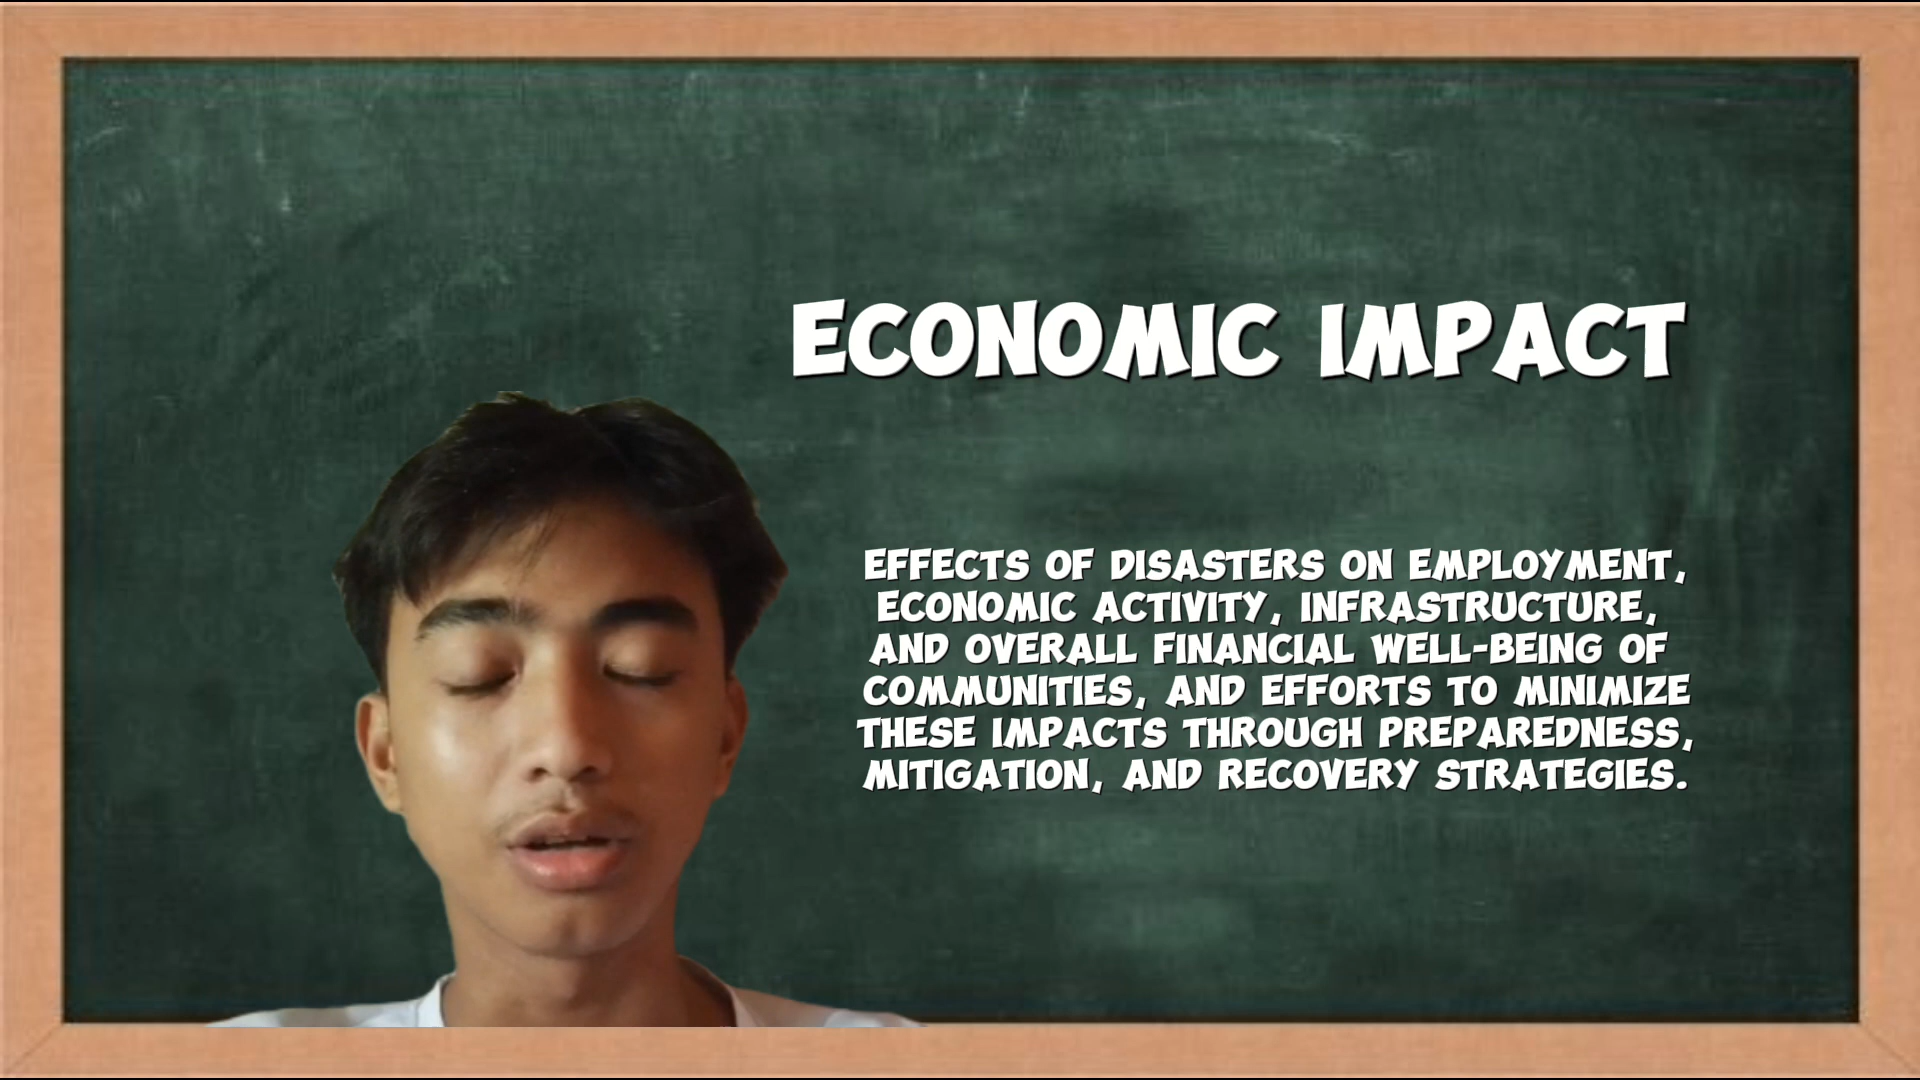 ECONOMIC IMPACT
EFFECTS OF DISASTERS ON EMPLOYMENT,
ECONOMIC ACTIVITY, INFRASTRUCTURE,
AND OVERALL FINANCIAL WELL-BEING OF
COMMUNITIES, AND EFFORTS TO MINIMIZE
THESE IMPACTS THROUGH PREPAREDNESS,
MITIGATION, AND RECOVERY STRATEGIES.